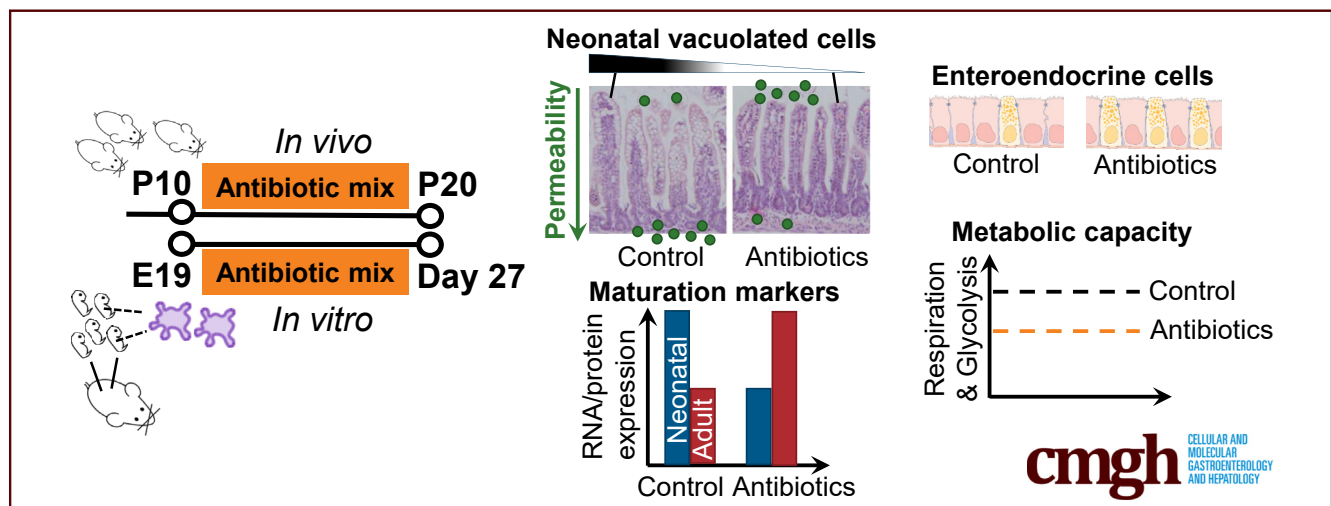 In vivo
P10
Antibiotic mix
P20
E19
Antibiotic mix
Day 27
In vitro
Neonatal vacuolated cells
Permeability
Control
Antibiotics
Maturation markers
RNA/protein
expression
Neonatal
Adult
Control
Antibiotics
Enteroendocrine cells
Control
Antibiotics
Metabolic capacity
Respiration
& Glycolysis
Control
Antibiotics
cmgh
CELLULAR AND
MOLECULAR
GASTROENTEROLOGY
AND HEPATOLOGY